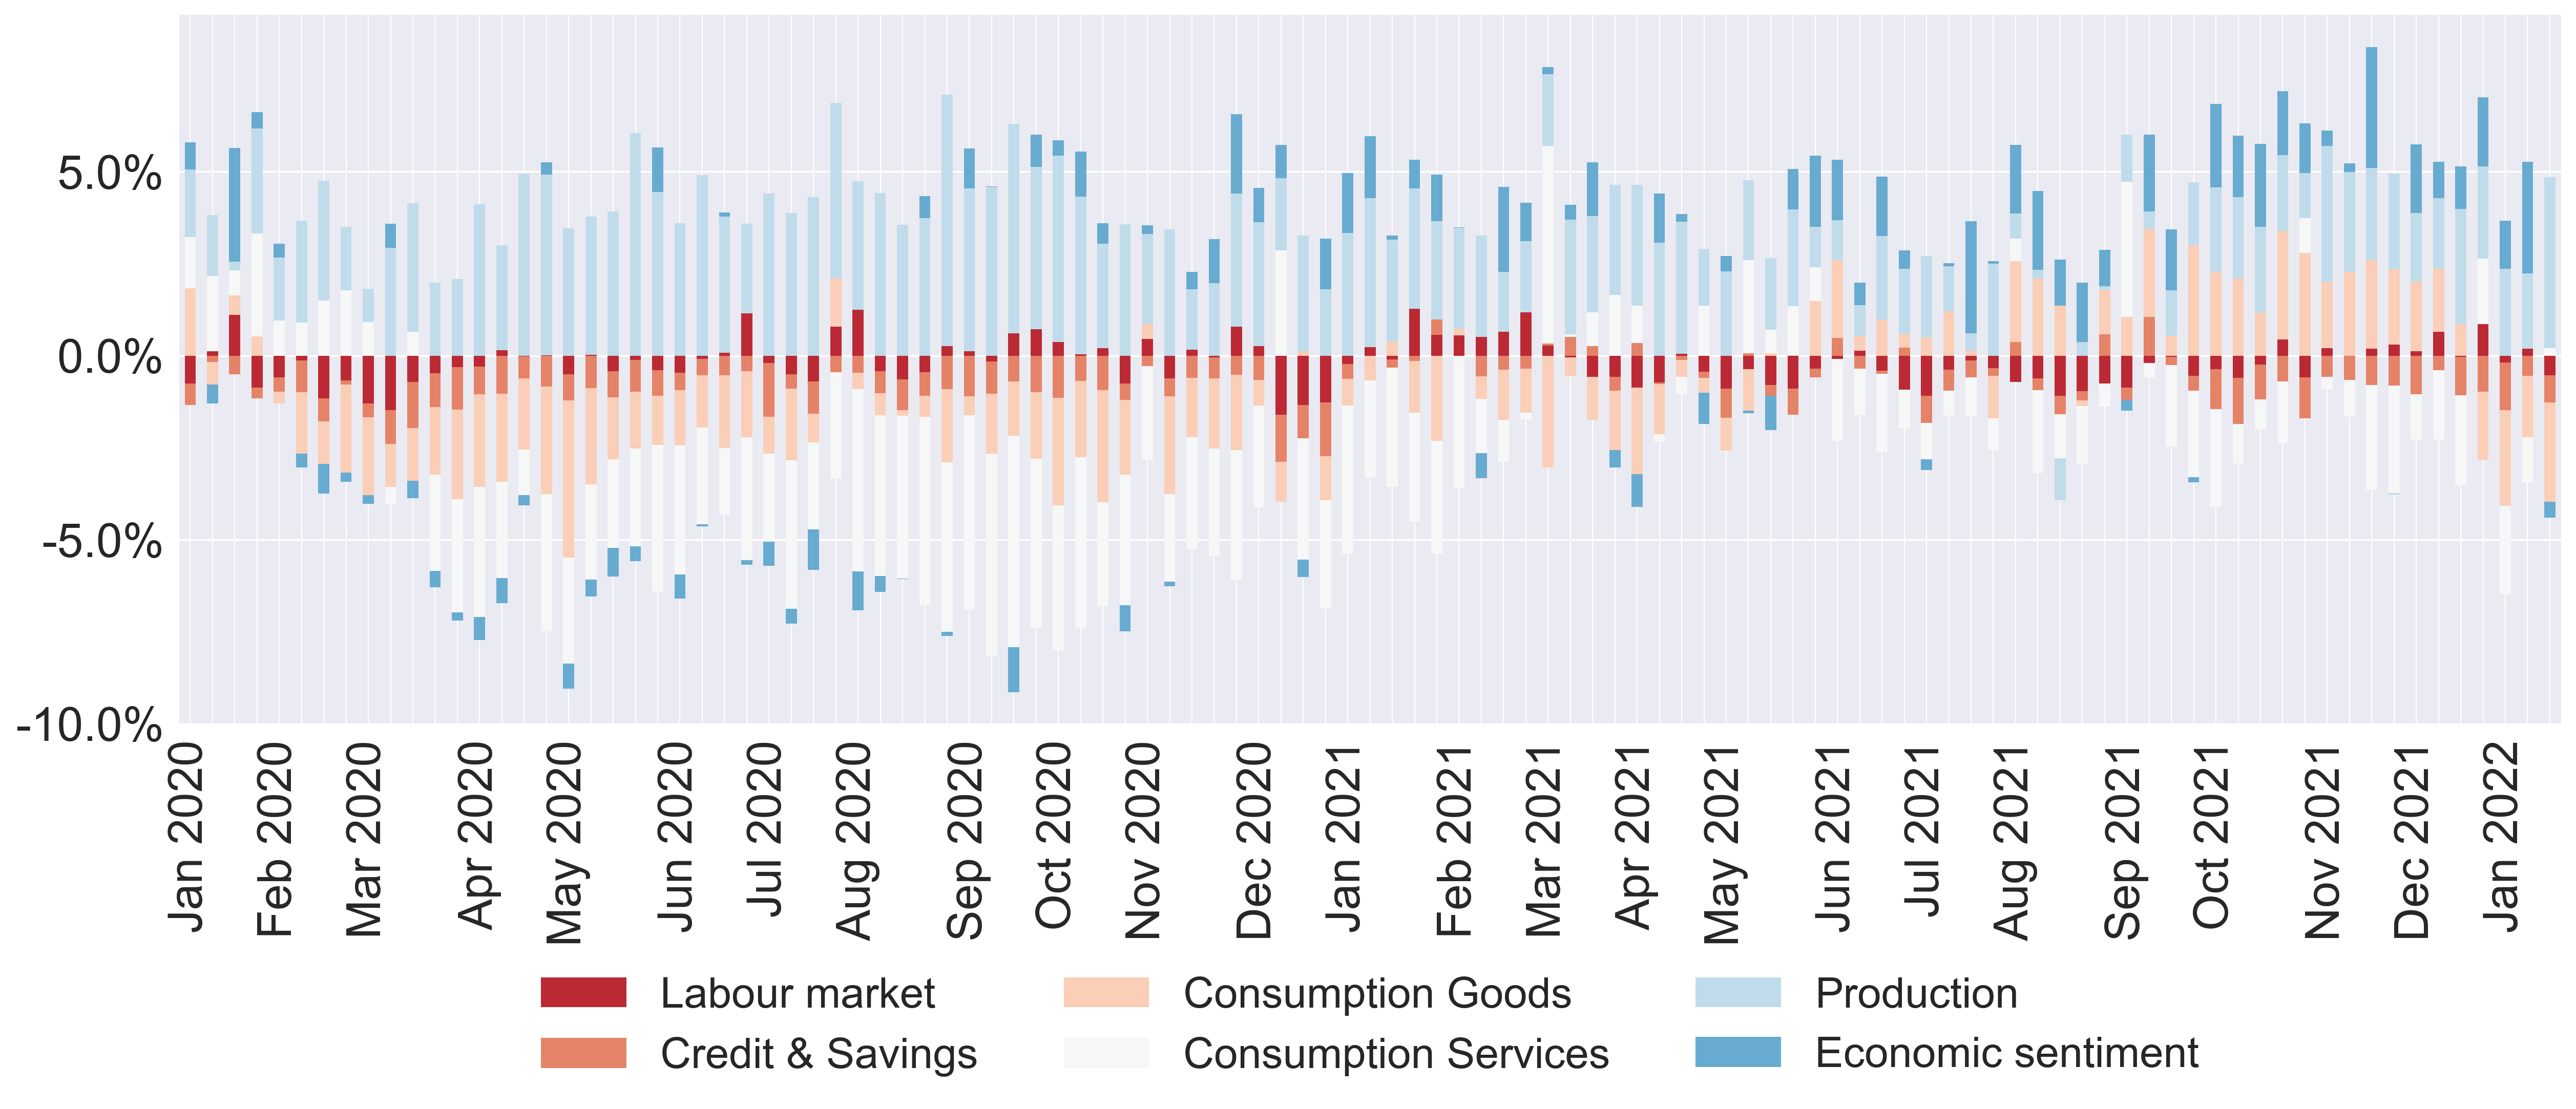 5.0%
0.0%
-5.0%
-10.0%
Jan 2020
Feb 2020
Mar 2020
Apr 2020
May 2020
Jun 2020
Jul 2020
Aug 2020
Sep 2020
Oct 2020
Nov 2020
Dec 2020
Jan 2021
Feb 2021
Mar 2021
Apr 2021
May 2021
Jun 2021
Jul 2021
Aug 2021
Sep 2021
Oct 2021
Nov 2021
Dec 2021
Jan 2022
Labour market
Credit & Savings
Consumption Goods
Consumption Services
Production
Economic sentiment